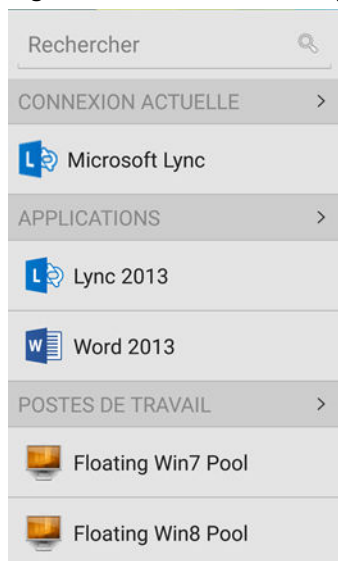 Rechercher
CONNEXION ACTUELLE
Microsoft Lync
APPLICATIONS
Lync 2013
Word 2013
POSTES DE TRAVAIL
Floating Win7 Pool
Floating Win8 Pool